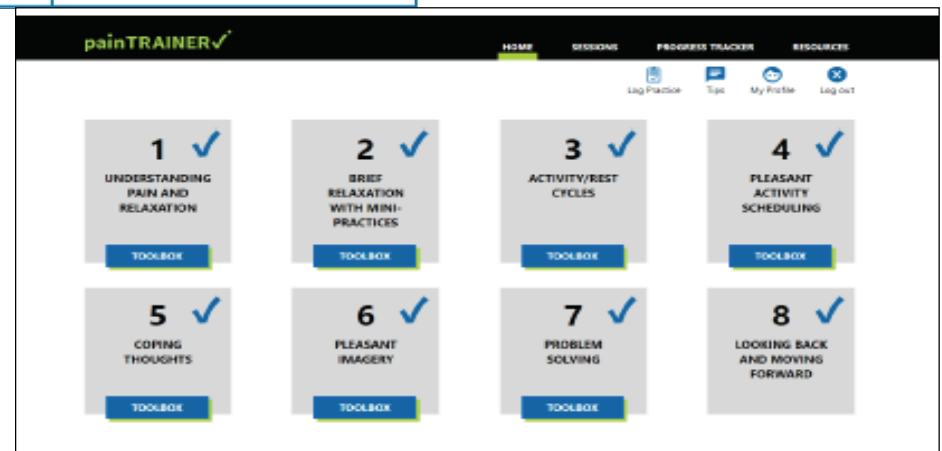 painTRAINER✓
HOME SESSIONS PROGRESS TRACKER RESOURCES
Log Practice Tips My Profile Log out
1 2 3 4
UNDERSTANDING PAIN AND RELAXATION
BRIEF RELAXATION WITH MINI-PRACTICES
ACTIVITY/REST CYCLES
PLEASANT ACTIVITY SCHEDULING
TOOLBOX TOOLBOX TOOLBOX TOOLBOX
5 6 7 8
COPING THOUGHTS
PLEASANT IMAGERY
PROBLEM SOLVING
LOOKING BACK AND MOVING FORWARD
TOOLBOX TOOLBOX TOOLBOX